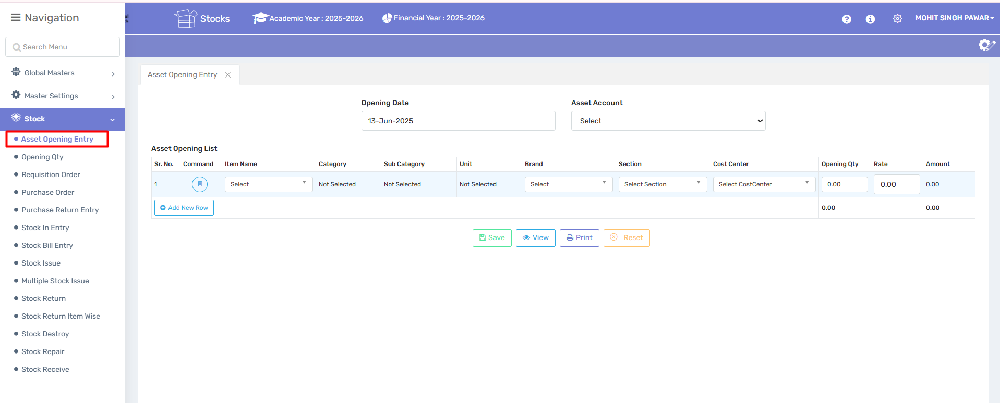 Navigation
Stocks
Academic Year : 2025-2026
Financial Year : 2025-2026
MOHIT SINGH PAWAR
Search Menu
Global Masters
Master Settings
Stock
Asset Opening Entry
Opening Qty
Requisition Order
Purchase Order
Purchase Return Entry
Stock In Entry
Stock Bill Entry
Stock Issue
Multiple Stock Issue
Stock Return
Stock Return Item Wise
Stock Destroy
Stock Repair
Stock Receive
Asset Opening Entry
Opening Date
Asset Account
13-Jun-2025
Select
Asset Opening List
Sr. No. Command Item Name Category Sub Category Unit Brand Section Cost Center Opening Qty Rate Amount
1 Select Not Selected Not Selected Not Selected Select Select Section Select CostCenter 0.00 0.00 0.00
Add New Row 0.00 0.00
Save View Print Reset